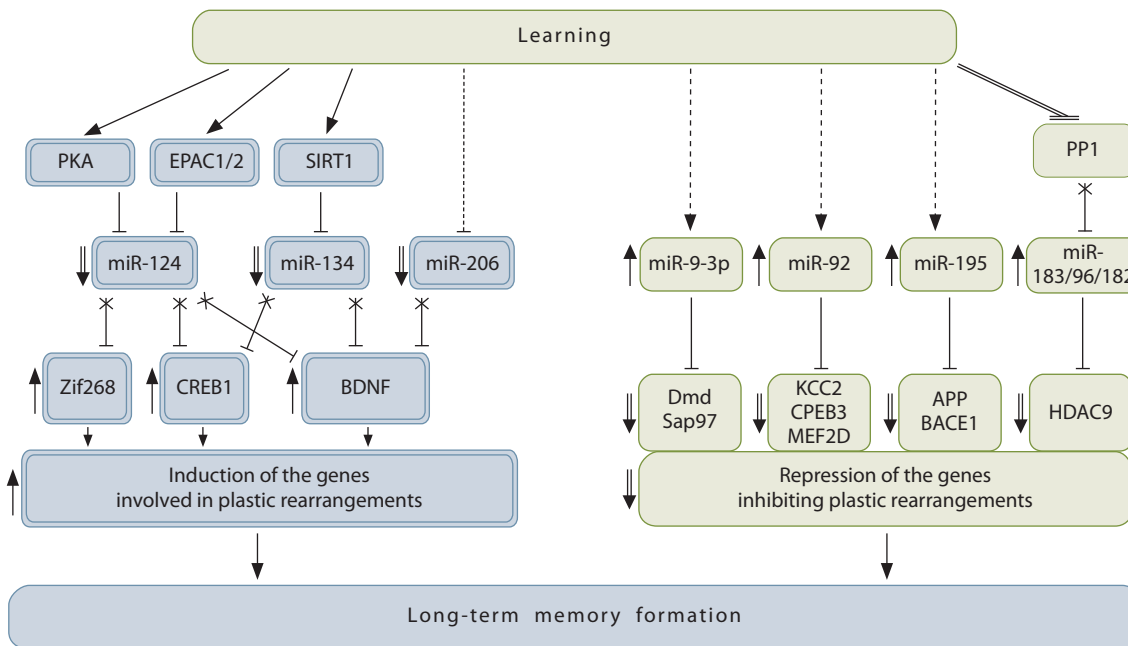 Learning
PKA
EPAC1/2
SIRT1
PP1
miR-124
miR-134
miR-206
miR-9-3p
miR-92
miR-195
miR-
183/96/182
Zif268
CREB1
BDNF
Dmd
Sap97
KCC2
CPEB3
MEF2D
APP
BACE1
HDAC9
Induction of the genes
involved in plastic rearrangements
Repression of the genes
inhibiting plastic rearrangements
Long-term memory formation